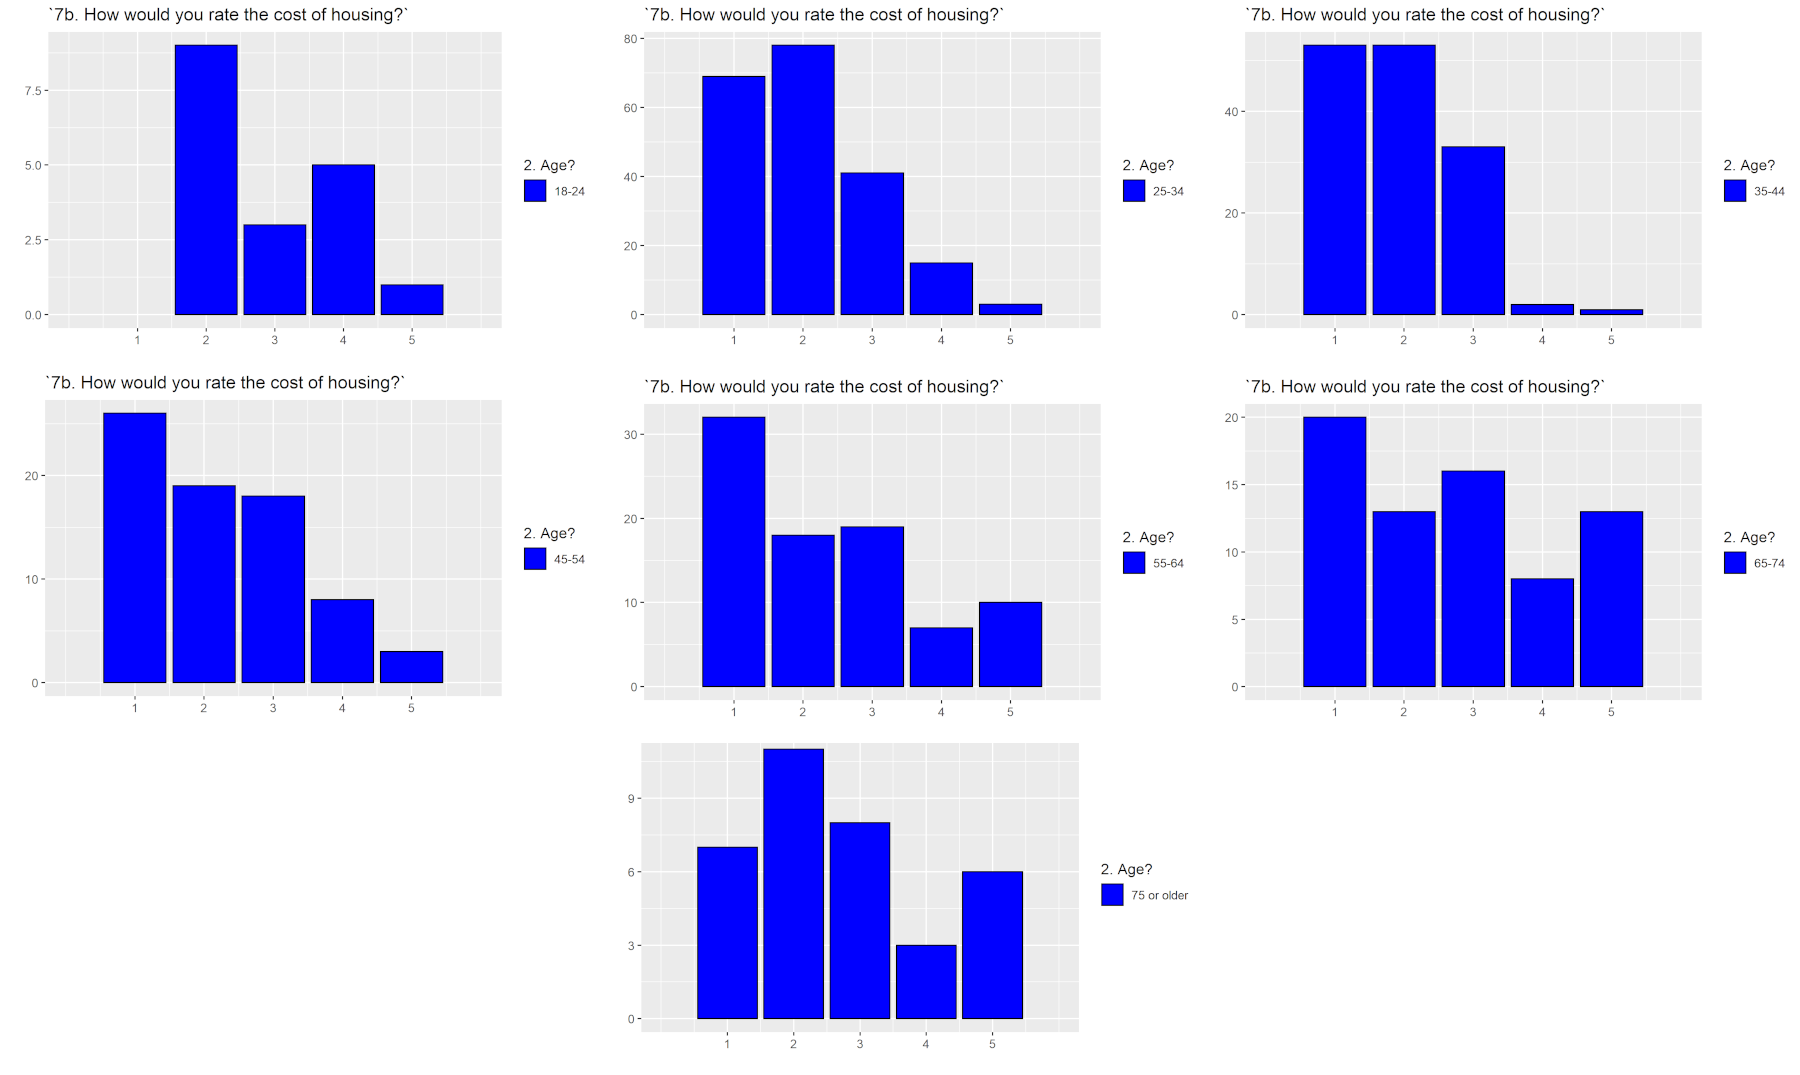 `7b. How would you rate the cost of housing?`
7.5
5.0
2.5
0.0
1 2 3 4 5
2. Age?
18-24
`7b. How would you rate the cost of housing?`
80
60
40
20
0
1 2 3 4 5
2. Age?
25-34
`7b. How would you rate the cost of housing?`
40
20
0
1 2 3 4 5
2. Age?
35-44
`7b. How would you rate the cost of housing?`
20
10
0
1 2 3 4 5
2. Age?
45-54
`7b. How would you rate the cost of housing?`
30
20
10
0
1 2 3 4 5
2. Age?
55-64
`7b. How would you rate the cost of housing?`
20
15
10
5
0
1 2 3 4 5
2. Age?
65-74
9
6
3
0
1 2 3 4 5
2. Age?
75 or older